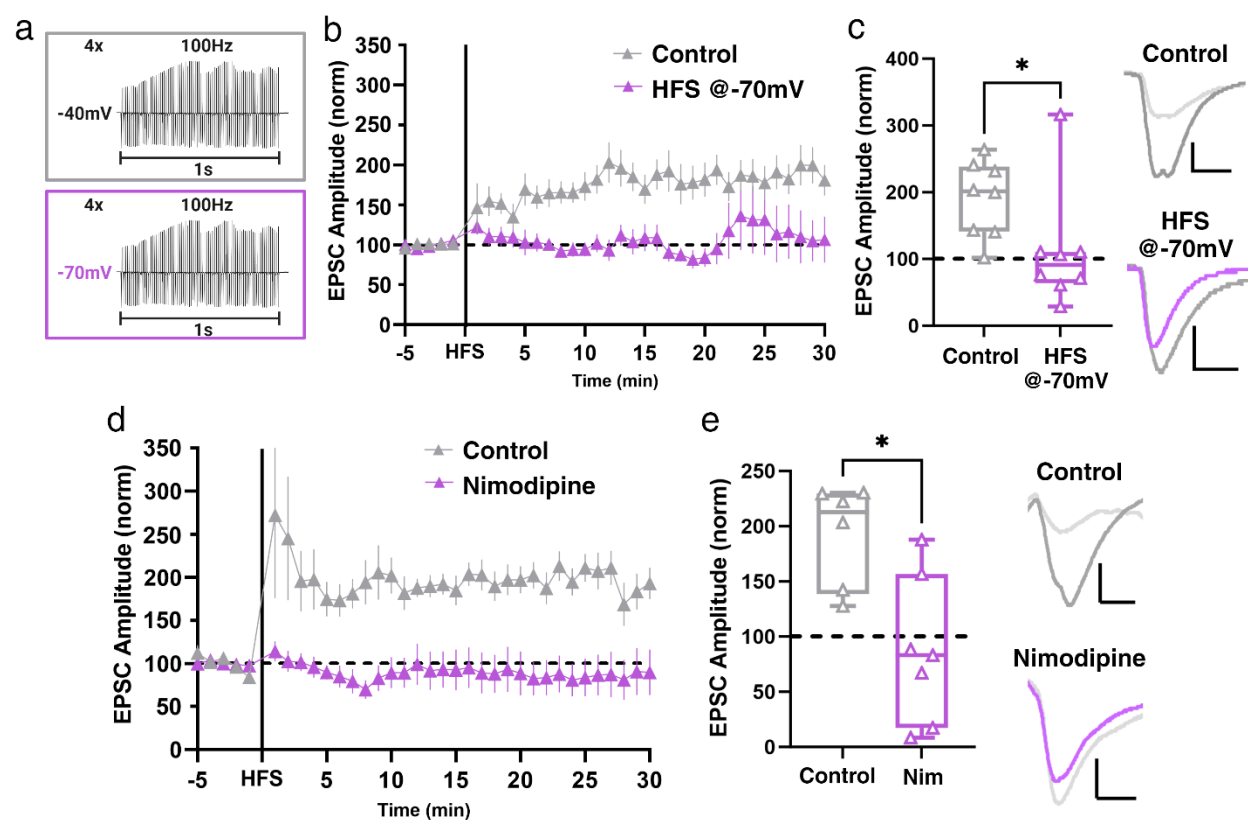 a
4x 100Hz
-40mV
1s
4x 100Hz
-70mV
1s
b
EPSC Amplitude (norm)
350
300
250
200
150
100
50
0
Control
HFS @-70mV
-5 HFS 5 10 15 20 25 30
Time (min)
c
EPSC Amplitude (norm)
400
300
200
100
0
*
Control HFS
@-70mV
Control
HFS
@-70mV
d
EPSC Amplitude (norm)
350
300
250
200
150
100
50
0
Control
Nimodipine
-5 HFS 5 10 15 20 25 30
Time (min)
e
EPSC Amplitude (norm)
250
200
150
100
50
0
*
Control Nim
Control
Nimodipine